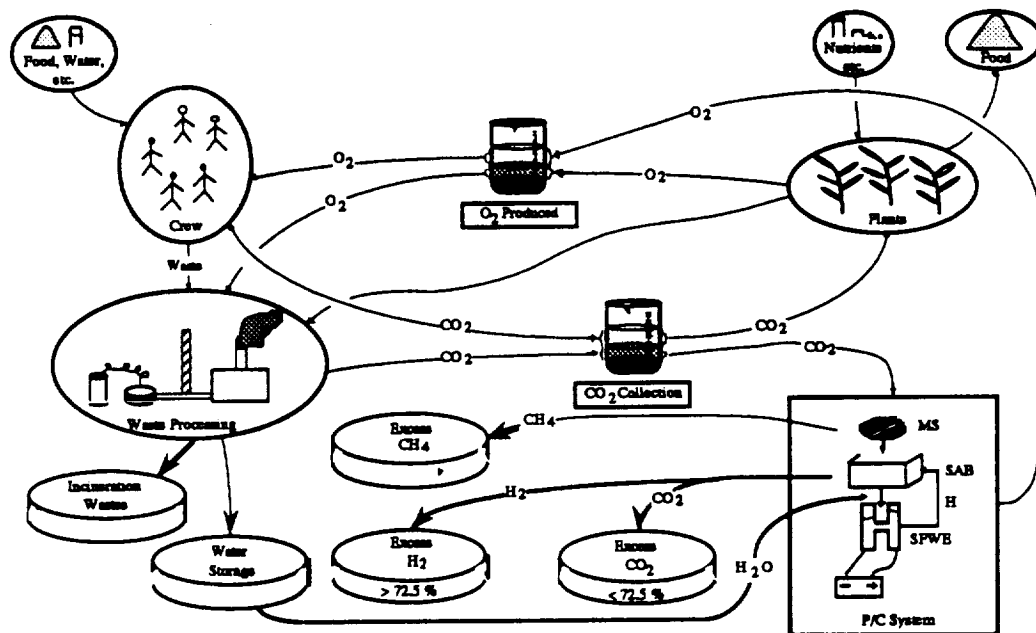 Food, Water,
etc.
Nutrients
etc.
Food
O2
O2
O2
O2
O2 Produced
Crew
Plants
Waste
CO2
CO2
CO2
CO2
CO2 Collection
Waste Processing
Excess
CH4
CH4
MS
SAB
H
SPWE
P/C System
Incineration
Wastes
H2
CO2
Water
Storage
Excess
H2
> 72.5 %
Excess
CO2
< 72.5 %
H2O